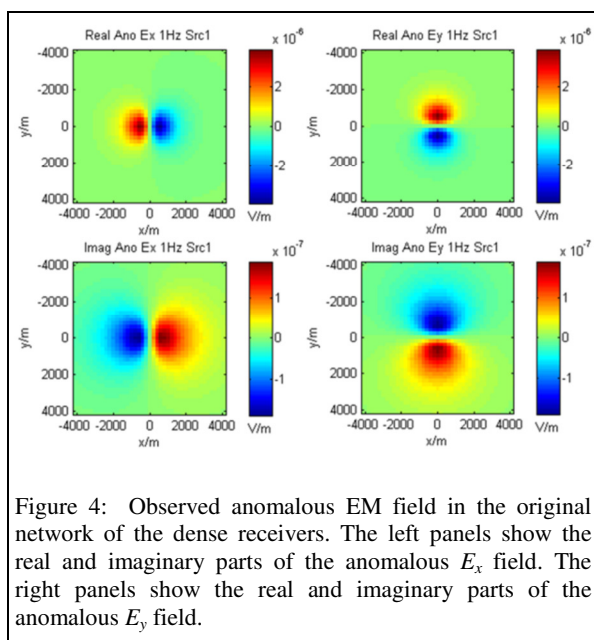 Real Ano Ex 1Hz Src1
x 10-6
-4000
-2000
0
2000
4000
y/m
-4000 -2000 0 2000 4000
x/m
2
0
-2
V/m
Real Ano Ey 1Hz Src1
x 10-6
-4000
-2000
0
2000
4000
y/m
-4000 -2000 0 2000 4000
x/m
2
0
-2
V/m
Imag Ano Ex 1Hz Src1
x 10-7
-4000
-2000
0
2000
4000
y/m
-4000 -2000 0 2000 4000
x/m
1
0
-1
V/m
Imag Ano Ey 1Hz Src1
x 10-7
-4000
-2000
0
2000
4000
y/m
-4000 -2000 0 2000 4000
x/m
1
0
-1
V/m
Figure 4: Observed anomalous EM field in the original
network of the dense receivers. The left panels show the
real and imaginary parts of the anomalous Ex field. The
right panels show the real and imaginary parts of the
anomalous Ey field.